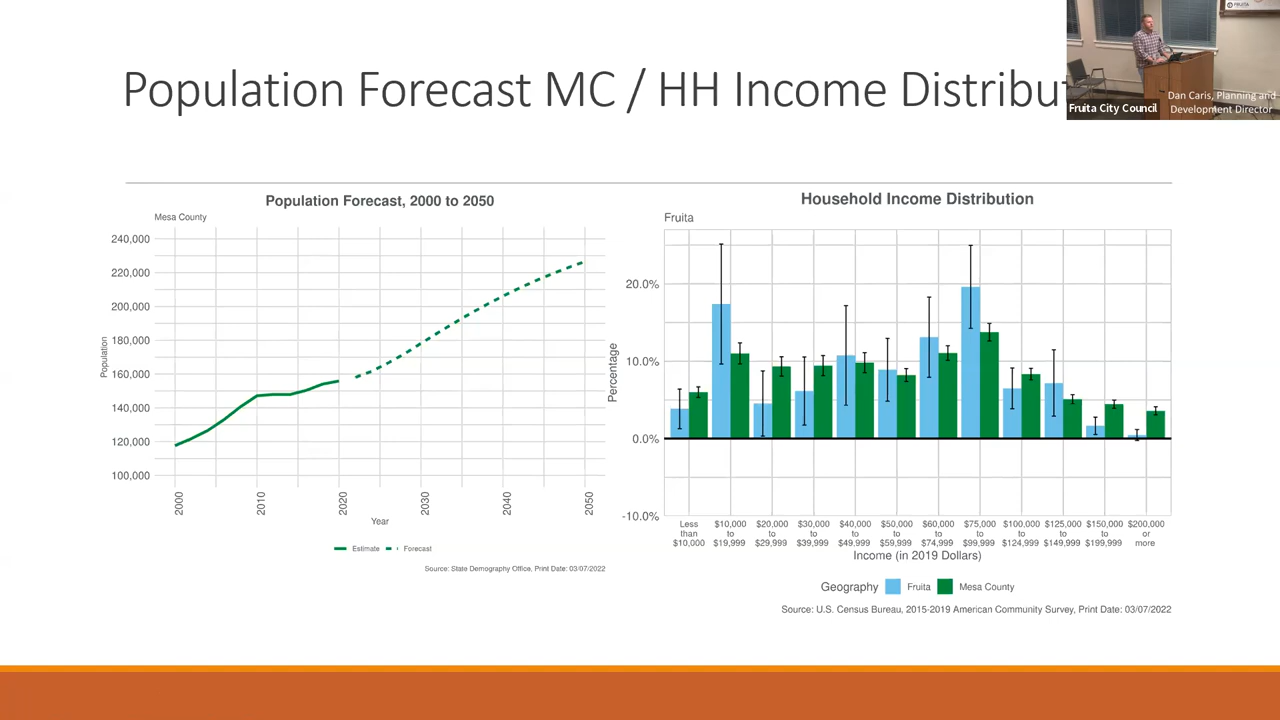 Population Forecast MC / HH Income Distribut
FRUITA
Fruita City Council
Dan Caris, Planning and
Development Director
Population Forecast, 2000 to 2050
Mesa County
240,000
220,000
200,000
180,000
160,000
140,000
120,000
100,000
Population
2000
2010
2020
2030
2040
2050
Year
Estimate
Forecast
Source: State Demography Office, Print Date: 03/07/2022
Household Income Distribution
Fruita
20.0%
10.0%
0.0%
-10.0%
Percentage
Less than $10,000
$10,000 to $19,999
$20,000 to $29,999
$30,000 to $39,999
$40,000 to $49,999
$50,000 to $59,999
$60,000 to $74,999
$75,000 to $99,999
$100,000 to $124,999
$125,000 to $149,999
$150,000 to $199,999
$200,000 or more
Income (in 2019 Dollars)
Geography Fruita Mesa County
Source: U.S. Census Bureau, 2015-2019 American Community Survey, Print Date: 03/07/2022